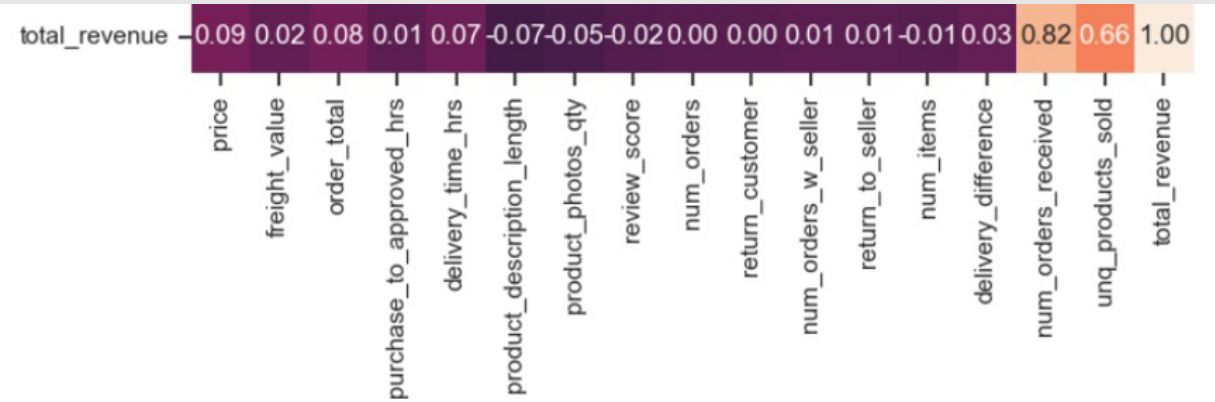 total_revenue 0.09 0.02 0.08 0.01 0.07 -0.07 -0.05 -0.02 0.00 0.00 0.01 0.01 -0.01 0.03 0.82 0.66 1.00
price
freight_value
order_total
purchase_to_approved_hrs
delivery_time_hrs
product_description_length
product_photos_qty
review_score
num_orders
return_customer
num_orders_w_seller
return_to_seller
num_items
delivery_difference
num_orders_received
unq_products_sold
total_revenue